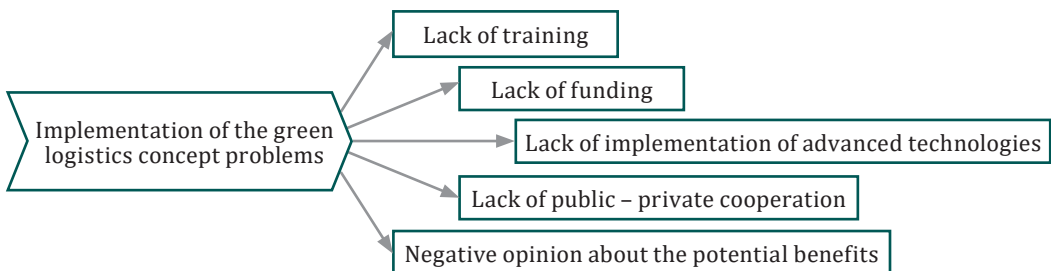 Lack of training
Lack of funding
Implementation of the green
logistics concept problems
Lack of implementation of advanced technologies
Lack of public – private cooperation
Negative opinion about the potential benefits